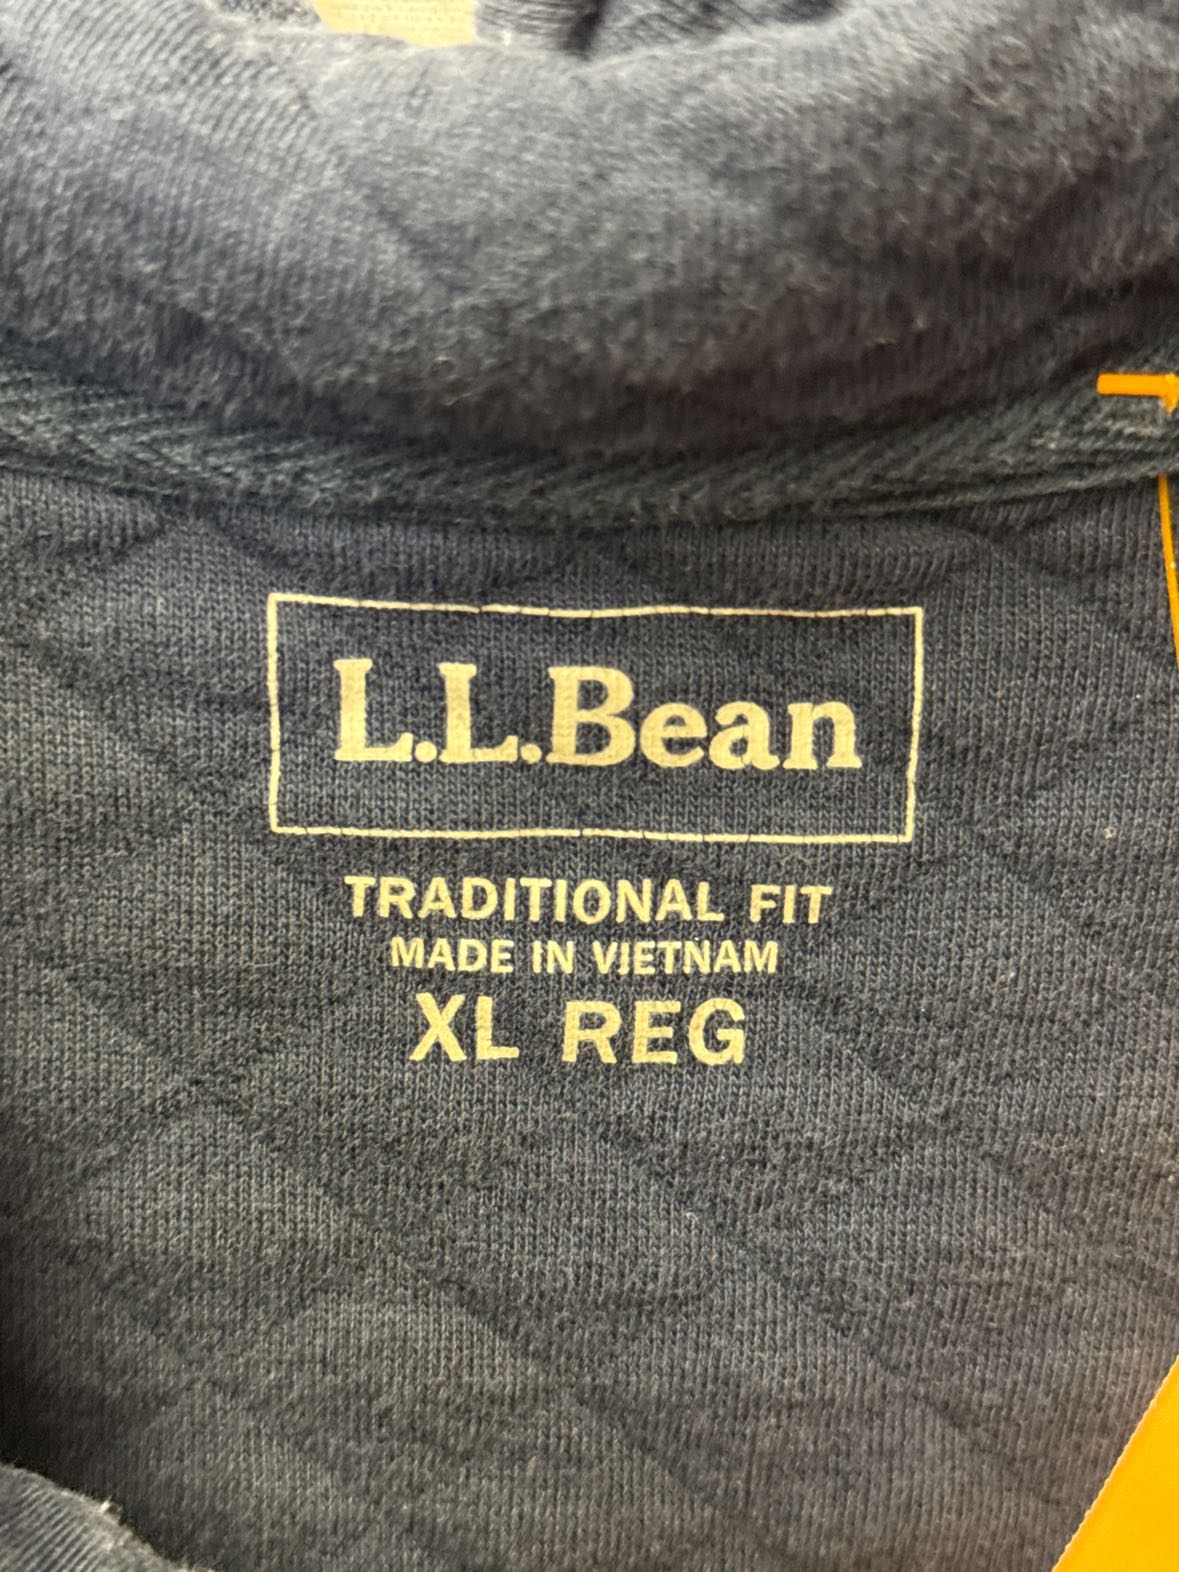 L.L.Bean
TRADITIONAL FIT
MADE IN VIETNAM
XL REG